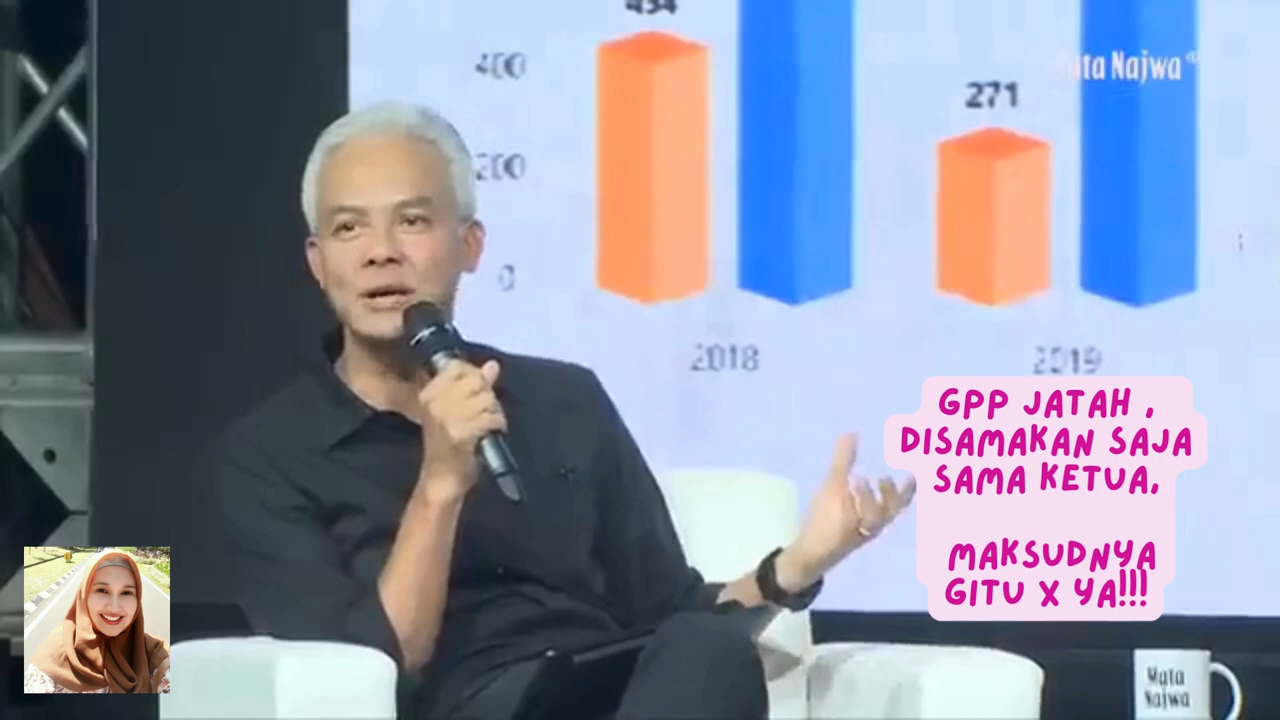 434
400
Mata Najwa
271
200
0
2018
2019
GPP JATAH ,
DISAMAKAN SAJA
SAMA KETUA,
MAKSUDNYA
GITU X YA!!!
Mata
Najwa